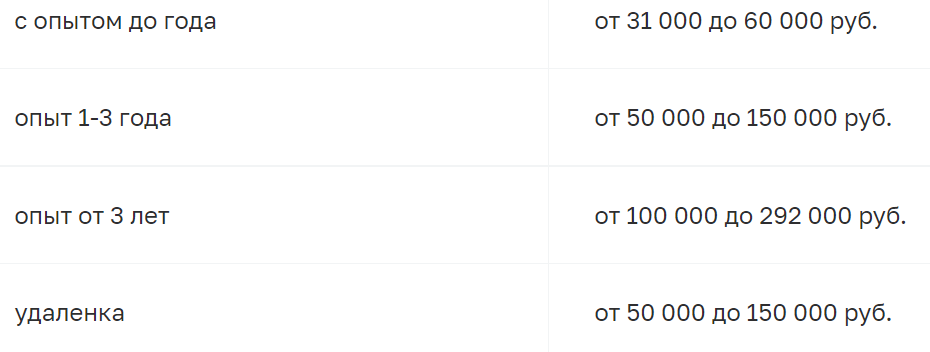 с опытом до года от 31 000 до 60 000 руб.
опыт 1-3 года от 50 000 до 150 000 руб.
опыт от 3 лет от 100 000 до 292 000 руб.
удаленка от 50 000 до 150 000 руб.